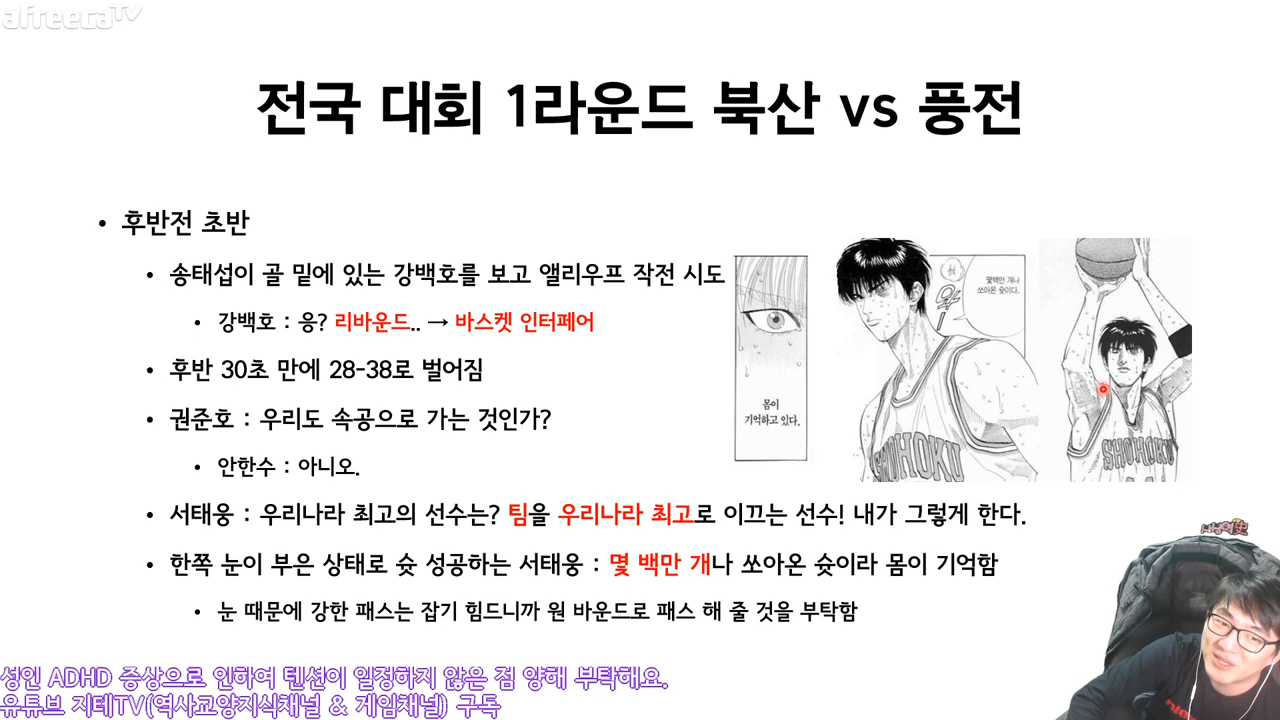 afreecaTV
전국 대회 1라운드 북산 vs 풍전
• 후반전 초반
• 송태섭이 골 밑에 있는 강백호를 보고 앨리우프 작전 시도
• 강백호 : 응? 리바운드.. → 바스켓 인터페어
• 후반 30초 만에 28-38로 벌어짐
• 권준호 : 우리도 속공으로 가는 것인가?
• 안한수 : 아니오.
• 서태웅 : 우리나라 최고의 선수는? 팀을 우리나라 최고로 이끄는 선수! 내가 그렇게 한다.
• 한쪽 눈이 부은 상태로 슛 성공하는 서태웅 : 몇 백만 개나 쏘아온 슛이라 몸이 기억함
• 눈 때문에 강한 패스는 잡기 힘드니까 원 바운드로 패스 해 줄 것을 부탁함
몸이
기억하고 있다.
몇백만 개나
쏘아온 슛이다.
SHOHOKU
SHOHOKU
성인 ADHD 증상으로 인하여 텐션이 일정하지 않은 점 양해 부탁해요.
유튜브 지테TV(역사교양지식채널 & 게임채널) 구독